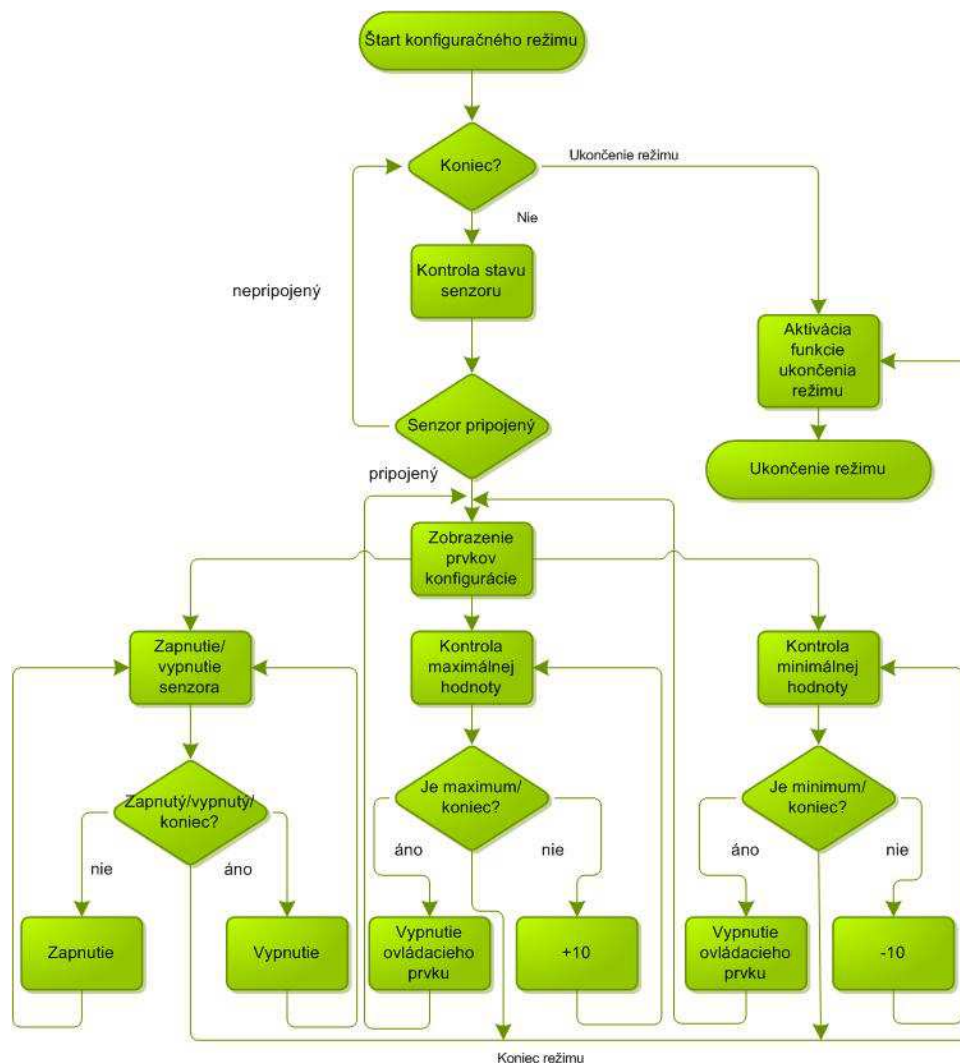 Štart konfiguračného režimu
Koniec?
Ukončenie režimu
Nie
Kontrola stavu
senzoru
nepripojený
Aktivácia
funkcie
ukončenia
režimu
Senzor pripojený
Ukončenie režimu
pripojený
Zobrazenie
prvkov
konfigurácie
Zapnutie/
vypnutie
senzora
Kontrola
maximálnej
hodnoty
Kontrola
minimálnej
hodnoty
Zapnutý/vypnutý/
koniec?
Je maximum/
koniec?
Je minimum/
koniec?
nie
áno
áno
nie
áno
nie
Zapnutie
Vypnutie
Vypnutie
ovládacieho
prvku
+10
Vypnutie
ovládacieho
prvku
-10
Koniec režimu